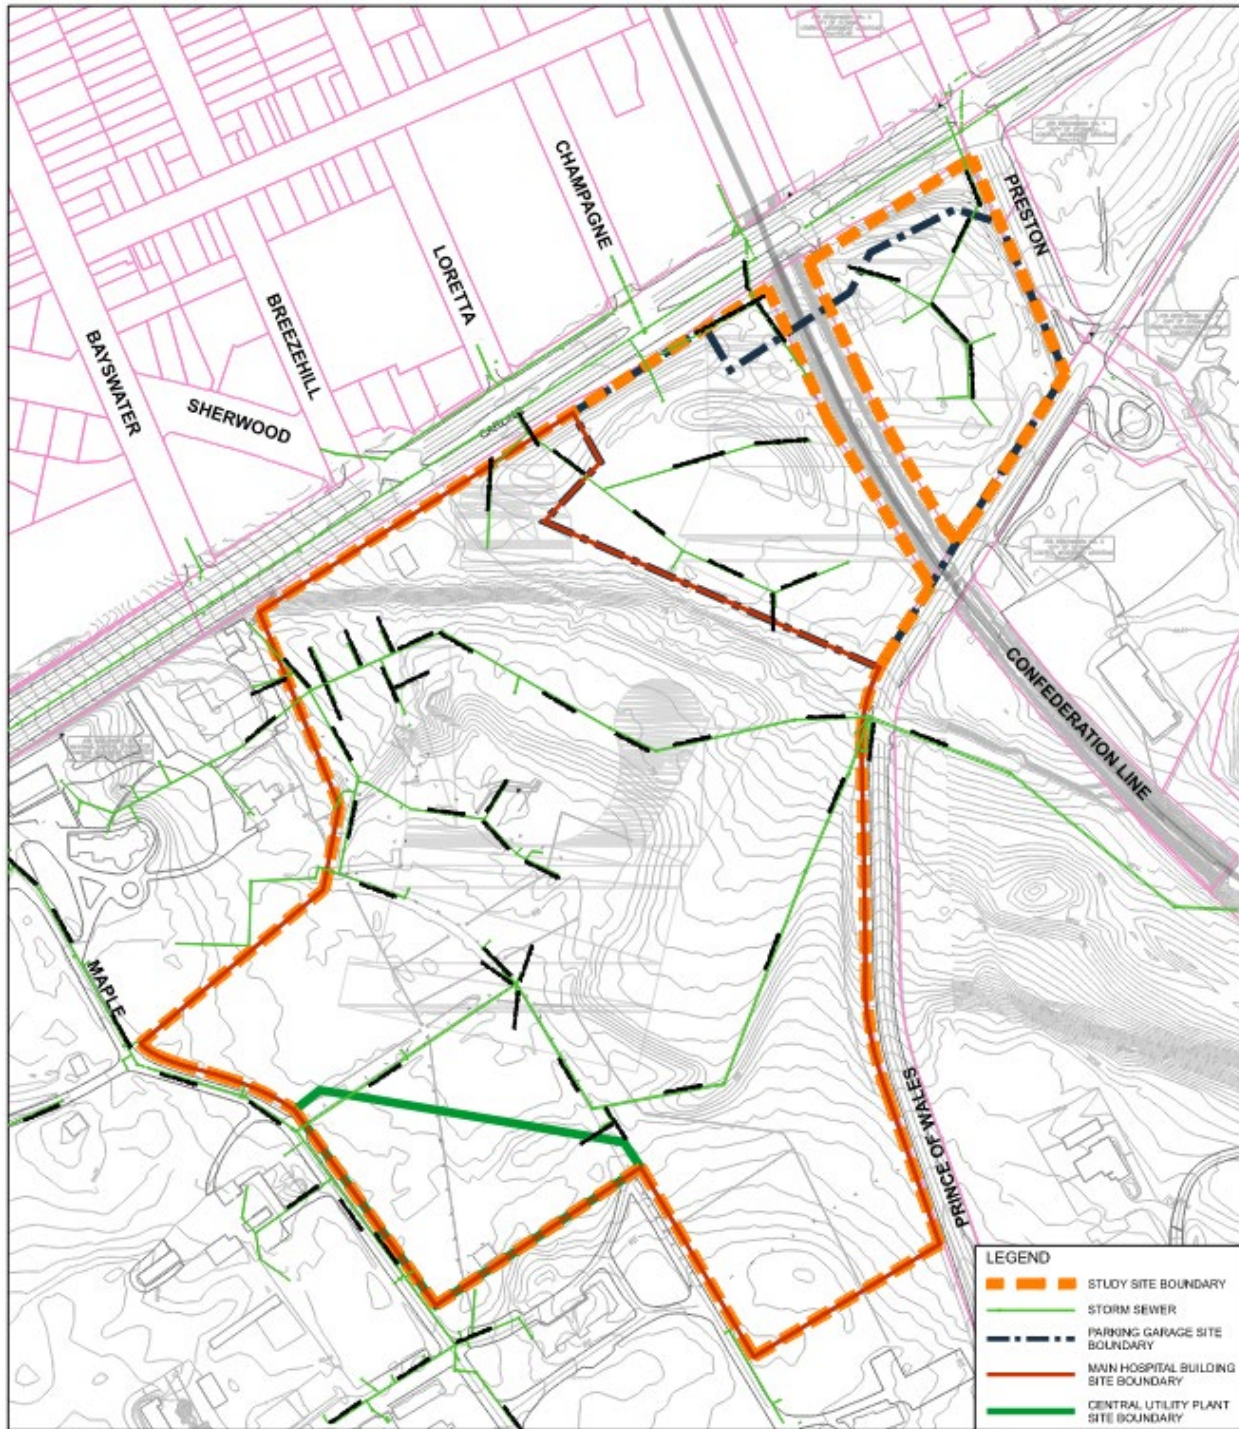 CHAMPAGNE
PRESTON
LORETTA
BREEZEHILL
BAYSWATER
SHERWOOD
CARLING
CONFEDERATION LINE
MAPLE
PRINCE OF WALES
LEGEND
STUDY SITE BOUNDARY
STORM SEWER
PARKING GARAGE SITE
BOUNDARY
MAIN HOSPITAL BUILDING
SITE BOUNDARY
CENTRAL UTILITY PLANT
SITE BOUNDARY